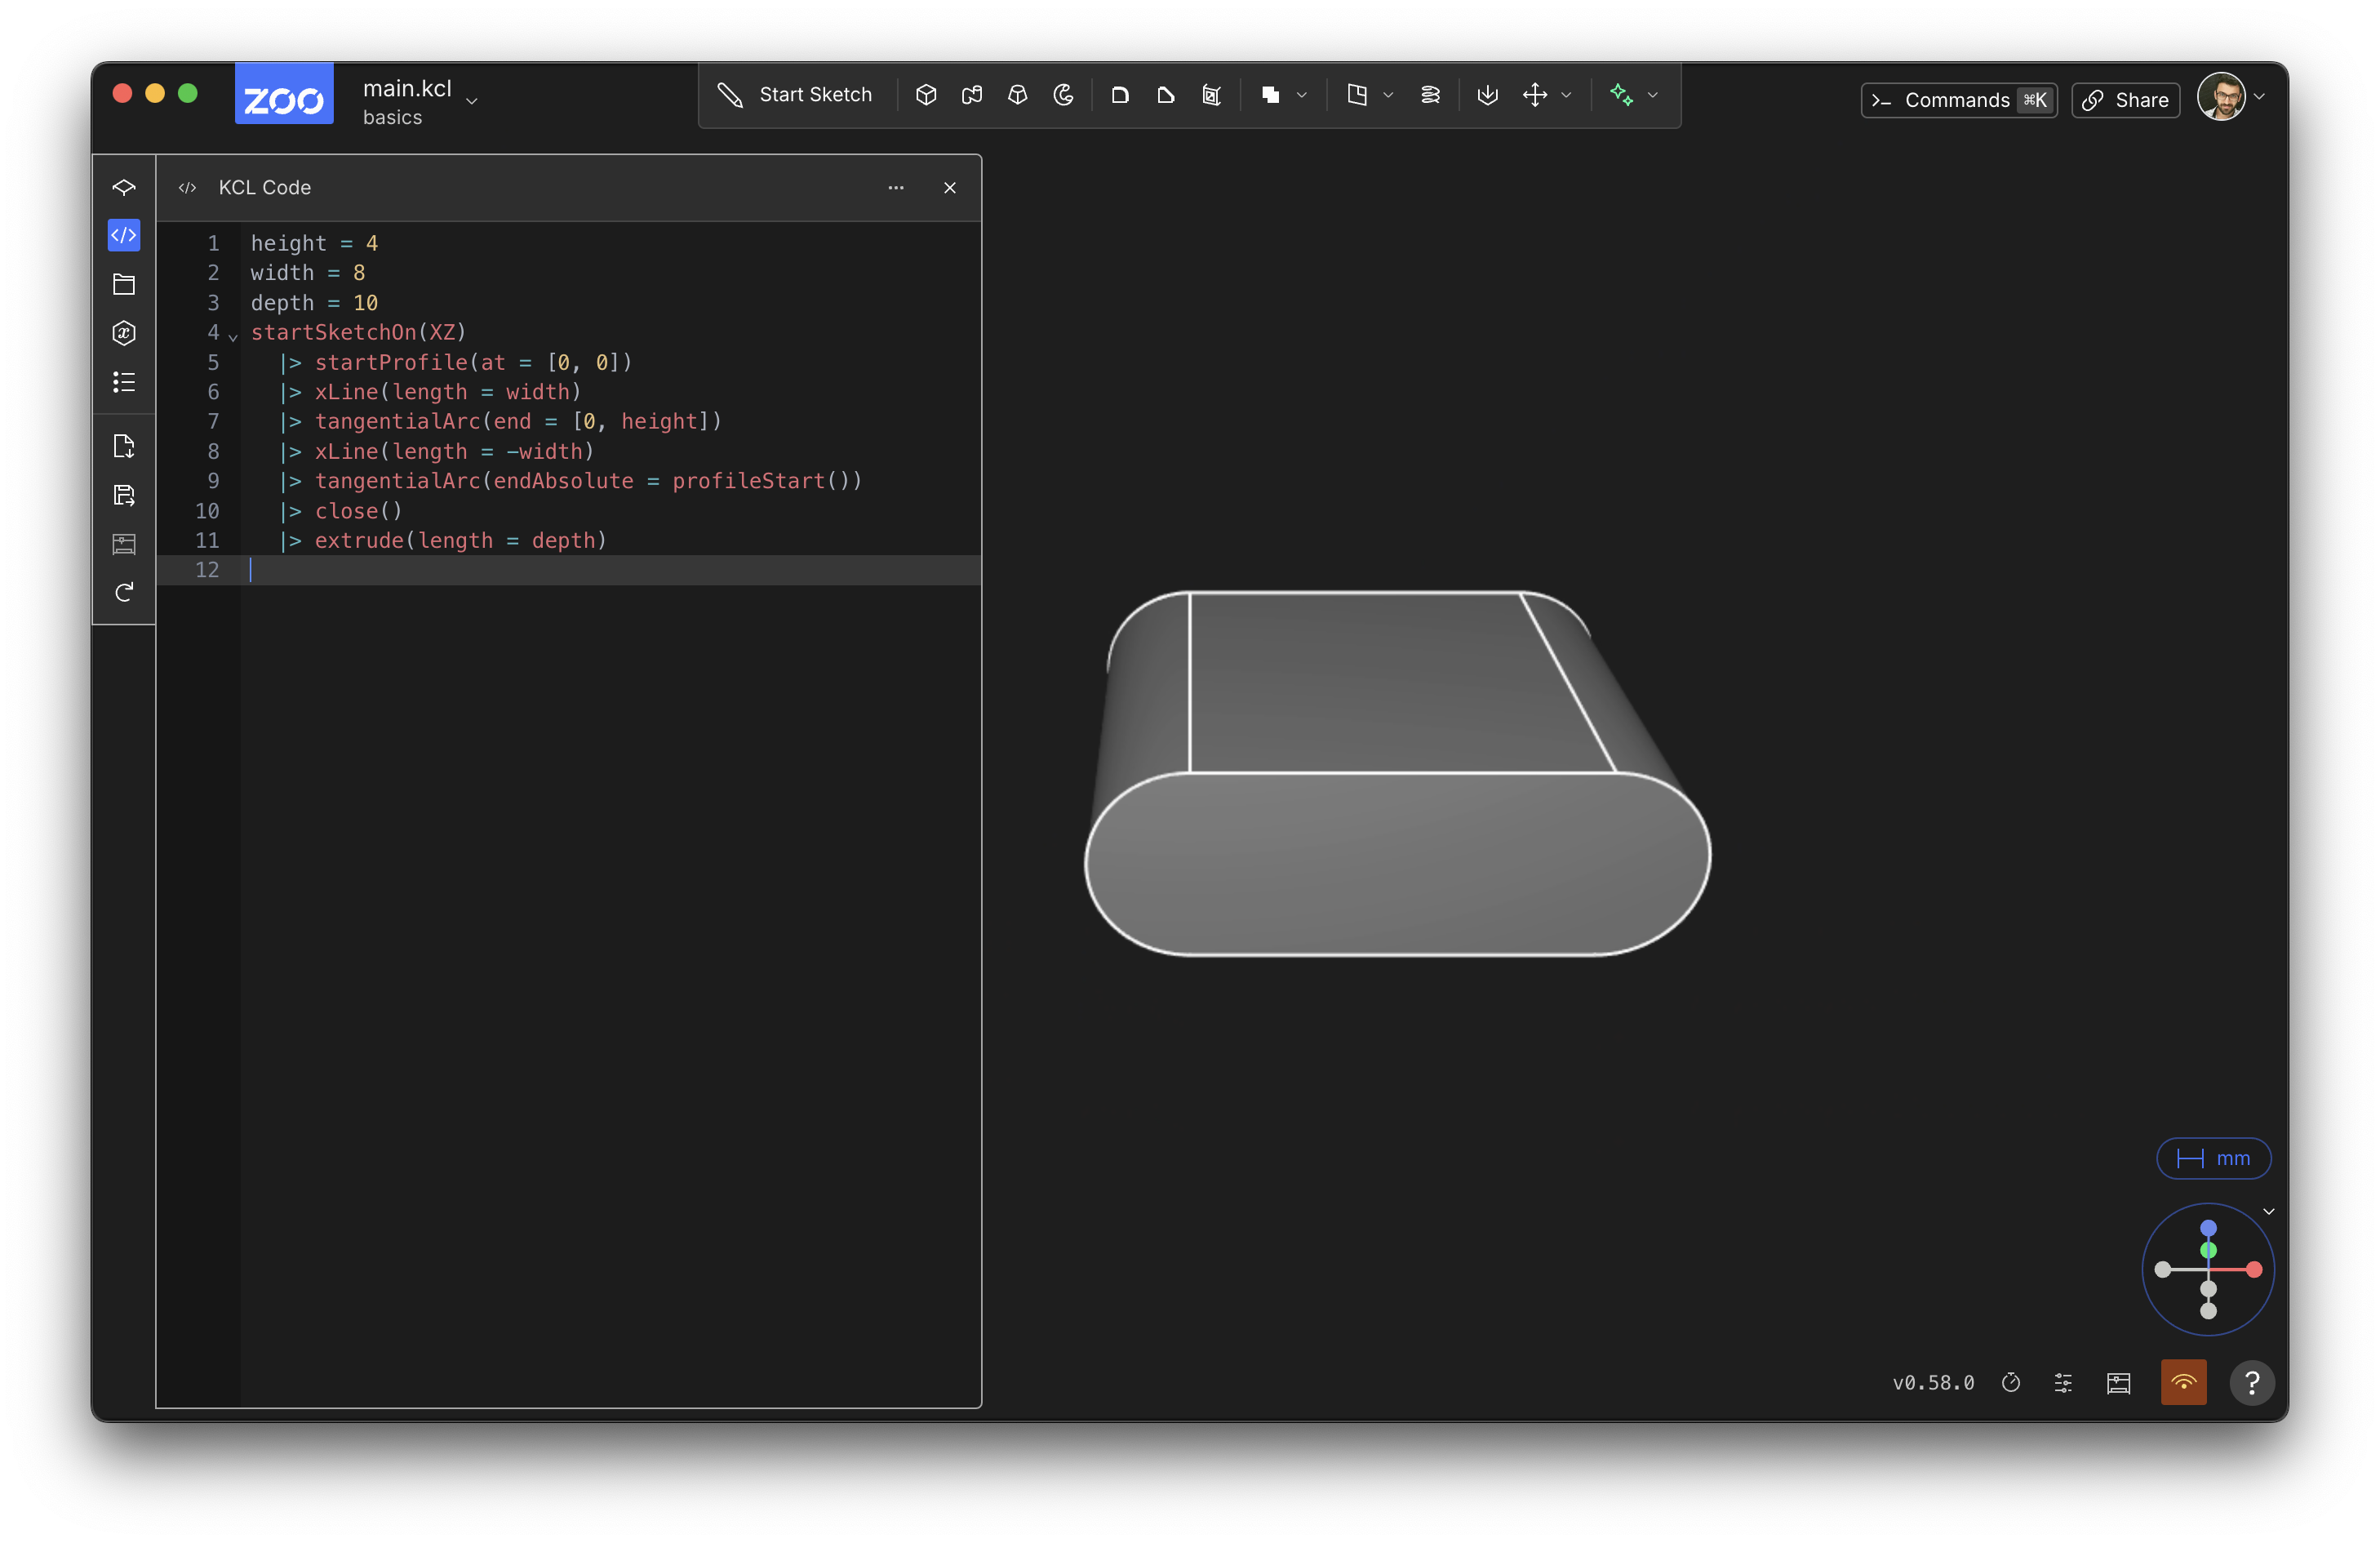 ZOO
main.kcl
basics
Start Sketch
Commands ⌘K
Share
KCL Code
1 height = 4
2 width = 8
3 depth = 10
4 startSketchOn(XZ)
5 |> startProfile(at = [0, 0])
6 |> xLine(length = width)
7 |> tangentialArc(end = [0, height])
8 |> xLine(length = -width)
9 |> tangentialArc(endAbsolute = profileStart())
10 |> close()
11 |> extrude(length = depth)
12
mm
v0.58.0
?